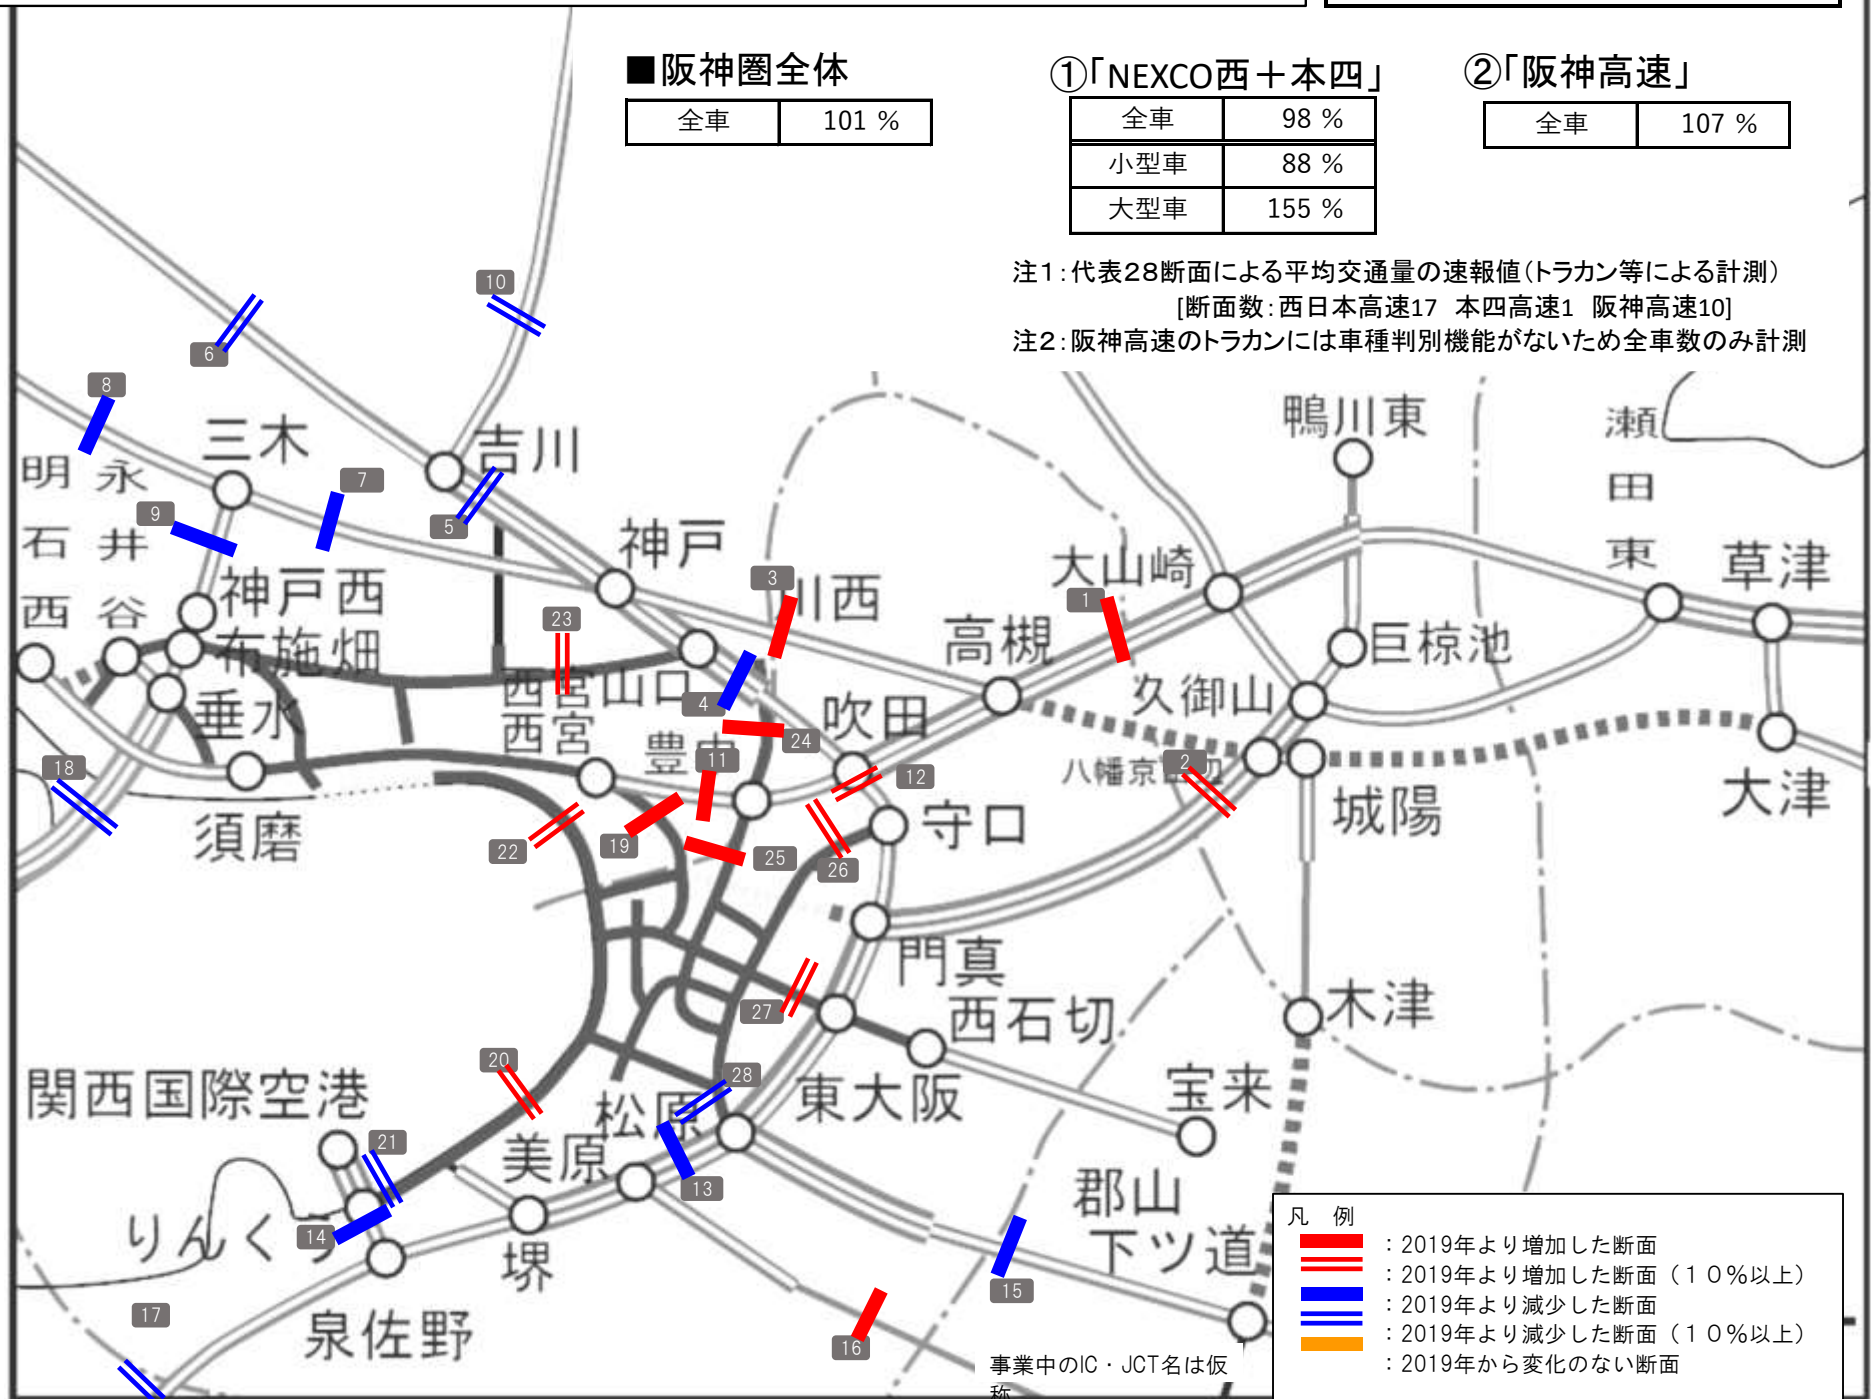 ■阪神圏全体
全車 101 %
①「NEXCO西＋本四」
全車 98 %
小型車 88 %
大型車 155 %
②「阪神高速」
全車 107 %
注1：代表28断面による平均交通量の速報値（トラカン等による計測）
[断面数：西日本高速17 本四高速1 阪神高速10]
注2：阪神高速のトラカンには車種判別機能がないため全車数のみ計測
10
6
8
三木
吉川
鴨川東
瀬田東
明石西
永井谷
7
9
5
神戸
大山崎
草津
神戸西
3
川西
1
布施畑
23
高槻
巨椋池
西宮山口
4
久御山
垂水
西宮
吹田
豊中
24
11
12
2
八幡京田辺
18
大津
須磨
22
19
25
26
守口
城陽
門真
27
西石切
木津
20
28
関西国際空港
松原
東大阪
宝来
21
美原
13
郡山
りんくう
14
堺
下ツ道
15
17
泉佐野
16
事業中のIC・JCT名は仮
称
凡 例
：2019年より増加した断面
：2019年より増加した断面（１０％以上）
：2019年より減少した断面
：2019年より減少した断面（１０％以上）
：2019年から変化のない断面